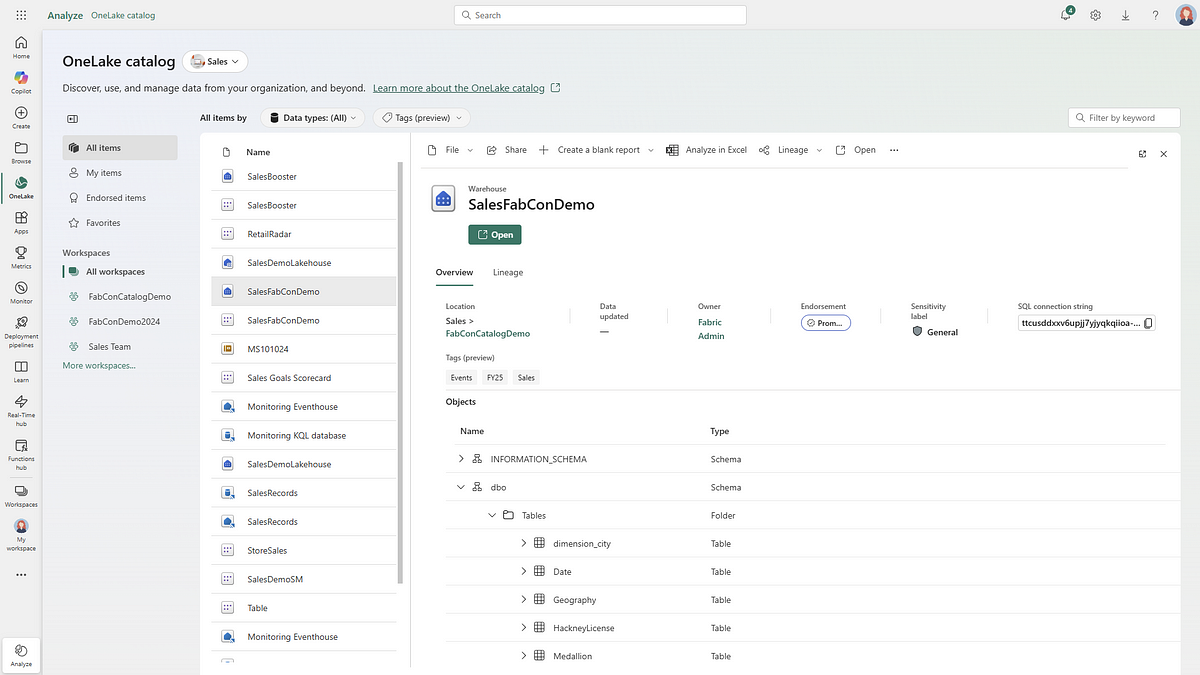 Analyze OneLake catalog
Search
4
?
Home
Copilot
Create
Browse
OneLake
Apps
Metrics
Monitor
Deployment
pipelines
Learn
Real-Time
hub
Functions
hub
Workspaces
My
workspace
Analyze
OneLake catalog
Sales
Discover, use, and manage data from your organization, and beyond. Learn more about the OneLake catalog
All items
My items
Endorsed items
Favorites
Workspaces
All workspaces
FabConCatalogDemo
FabConDemo2024
Sales Team
More workspaces...
All items by
Data types: (All)
Tags (preview)
Filter by keyword
Name
SalesBooster
SalesBooster
RetailRadar
SalesDemoLakehouse
SalesFabConDemo
SalesFabConDemo
MS101024
Sales Goals Scorecard
Monitoring Eventhouse
Monitoring KQL database
SalesDemoLakehouse
SalesRecords
SalesRecords
StoreSales
SalesDemoSM
Table
Monitoring Eventhouse
File
Share
Create a blank report
Analyze in Excel
Lineage
Open
Warehouse
SalesFabConDemo
Open
Overview
Lineage
Location
Sales >
FabConCatalogDemo
Data
updated
—
Owner
Fabric
Admin
Endorsement
Prom...
Sensitivity
label
General
SQL connection string
ttcusddxxv6upjj7yjyqkqiioa-...
Tags (preview)
Events FY25 Sales
Objects
Name Type
INFORMATION_SCHEMA Schema
dbo Schema
Tables Folder
dimension_city Table
Date Table
Geography Table
HackneyLicense Table
Medallion Table